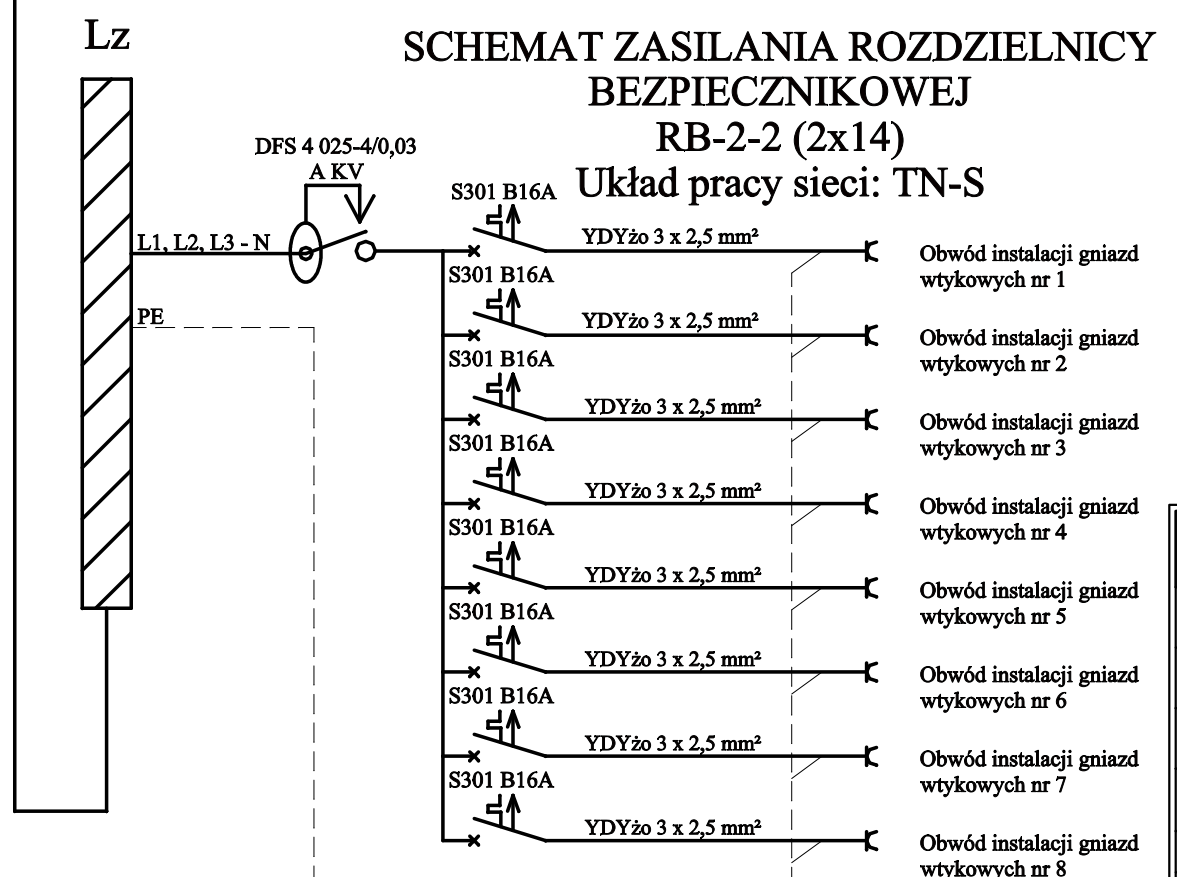 Lz
SCHEMAT ZASILANIA ROZDZIELNICY
BEZPIECZNIKOWEJ
RB-2-2 (2x14)
Układ pracy sieci: TN-S
DFS 4 025-4/0,03
A KV
L1, L2, L3 - N
PE
S301 B16A
YDYżo 3 x 2,5 mm²
Obwód instalacji gniazd
wtykowych nr 1
S301 B16A
YDYżo 3 x 2,5 mm²
Obwód instalacji gniazd
wtykowych nr 2
S301 B16A
YDYżo 3 x 2,5 mm²
Obwód instalacji gniazd
wtykowych nr 3
S301 B16A
YDYżo 3 x 2,5 mm²
Obwód instalacji gniazd
wtykowych nr 4
S301 B16A
YDYżo 3 x 2,5 mm²
Obwód instalacji gniazd
wtykowych nr 5
S301 B16A
YDYżo 3 x 2,5 mm²
Obwód instalacji gniazd
wtykowych nr 6
S301 B16A
YDYżo 3 x 2,5 mm²
Obwód instalacji gniazd
wtykowych nr 7
S301 B16A
YDYżo 3 x 2,5 mm²
Obwód instalacji gniazd
wtykowych nr 8